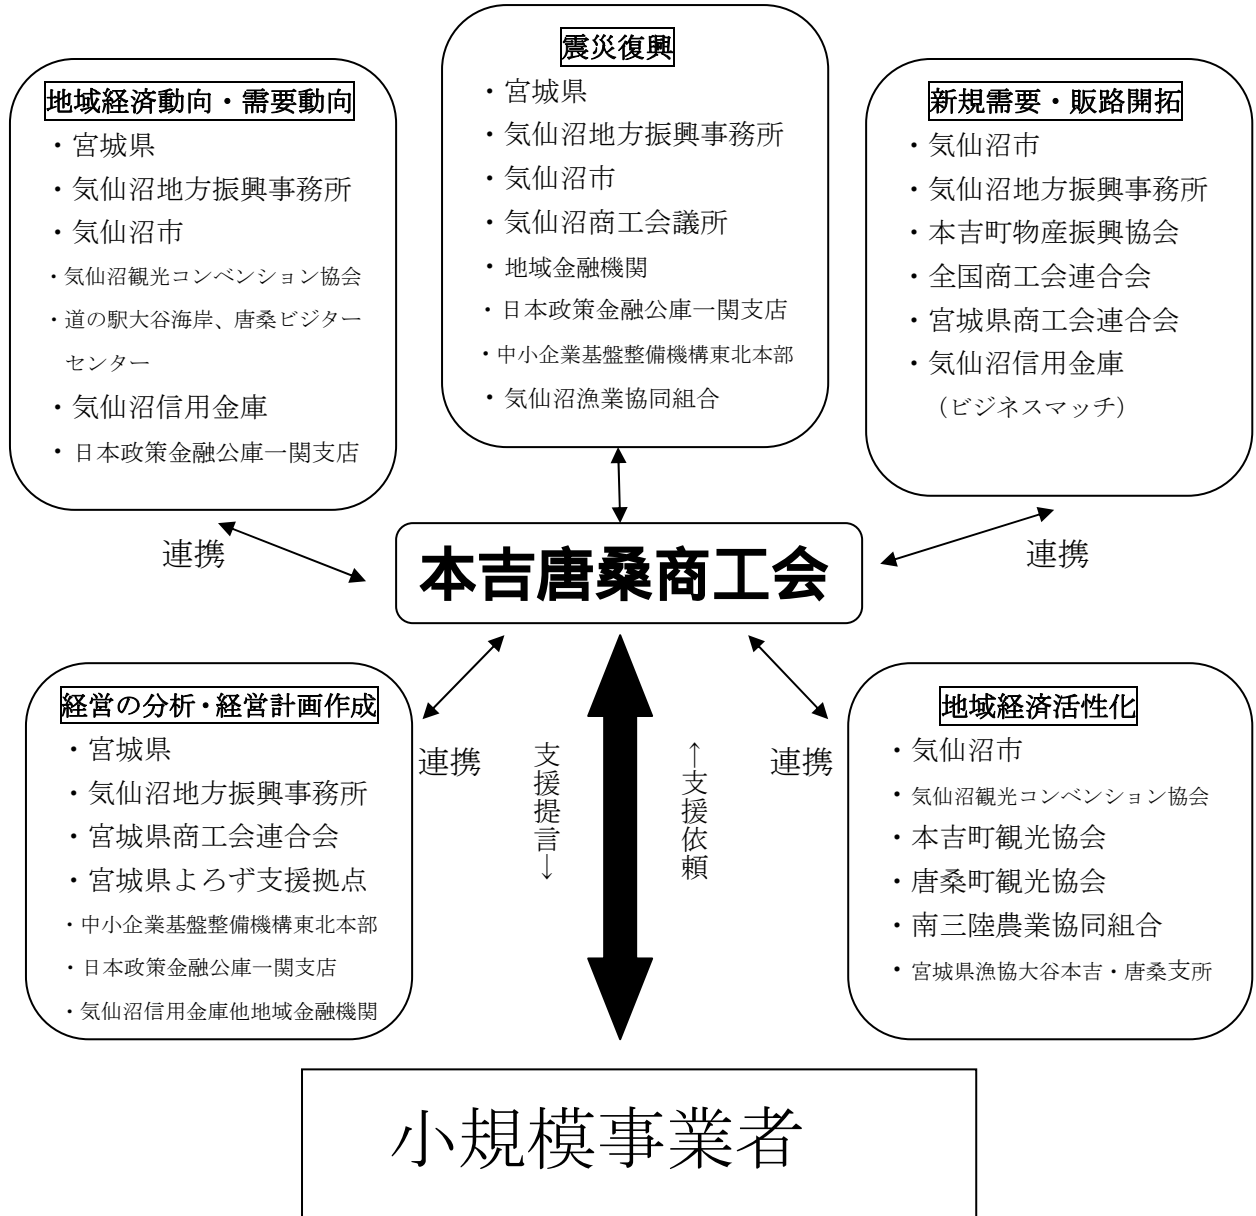 震災復興
・宮城県
・気仙沼地方振興事務所
・気仙沼市
・気仙沼商工会議所
・地域金融機関
・日本政策金融公庫一関支店
・中小企業基盤整備機構東北本部
・気仙沼漁業協同組合
地域経済動向・需要動向
・宮城県
・気仙沼地方振興事務所
・気仙沼市
・気仙沼観光コンベンション協会
・道の駅大谷海岸、唐桑ビジター
センター
・気仙沼信用金庫
・日本政策金融公庫一関支店
新規需要・販路開拓
・気仙沼市
・気仙沼地方振興事務所
・本吉町物産振興協会
・全国商工会連合会
・宮城県商工会連合会
・気仙沼信用金庫
（ビジネスマッチ）
連携
本吉唐桑商工会
連携
経営の分析・経営計画作成
・宮城県
・気仙沼地方振興事務所
・宮城県商工会連合会
・宮城県よろず支援拠点
・中小企業基盤整備機構東北本部
・日本政策金融公庫一関支店
・気仙沼信用金庫他地域金融機関
連携
支援提言→
←支援依頼
連携
地域経済活性化
・気仙沼市
・気仙沼観光コンベンション協会
・本吉町観光協会
・唐桑町観光協会
・南三陸農業協同組合
・宮城県漁協大谷本吉・唐桑支所
小規模事業者